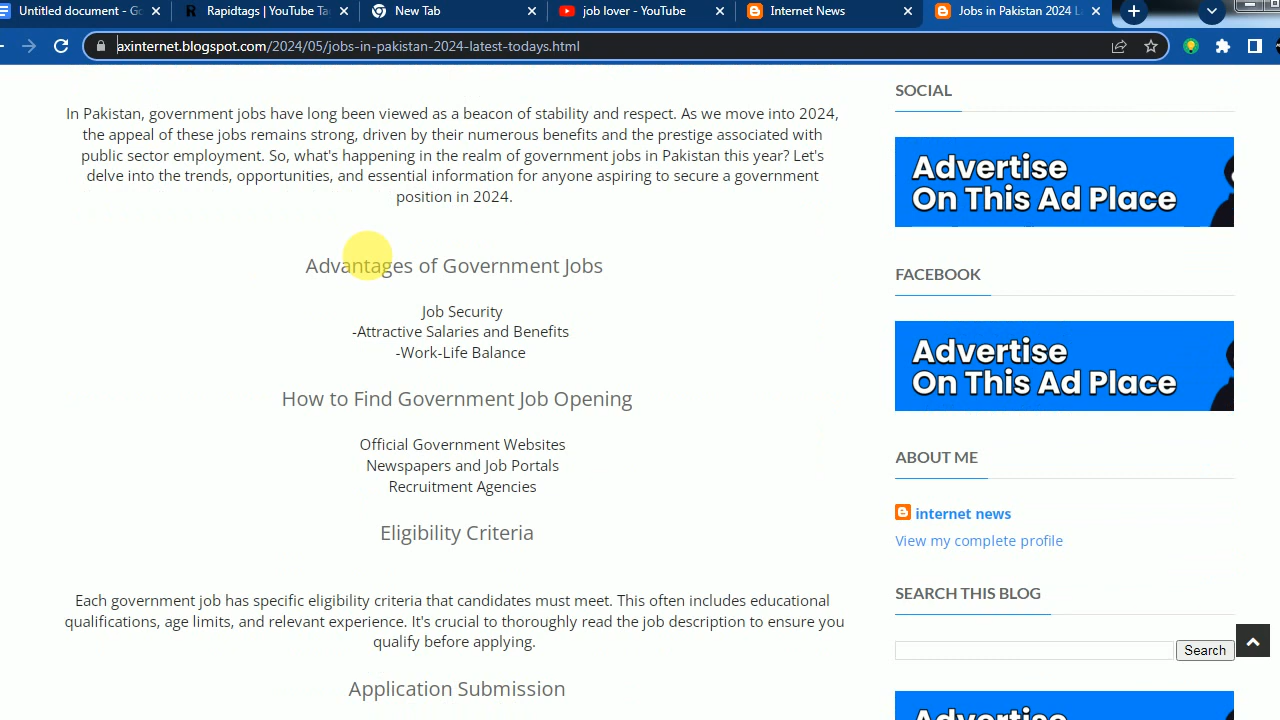 Untitled document - Go
Rapidtags | YouTube Ta
New Tab
job lover - YouTube
Internet News
Jobs in Pakistan 2024 L
axinternet.blogspot.com/2024/05/jobs-in-pakistan-2024-latest-todays.html
In Pakistan, government jobs have long been viewed as a beacon of stability and respect. As we move into 2024,
the appeal of these jobs remains strong, driven by their numerous benefits and the prestige associated with
public sector employment. So, what's happening in the realm of government jobs in Pakistan this year? Let's
delve into the trends, opportunities, and essential information for anyone aspiring to secure a government
position in 2024.
Advantages of Government Jobs
Job Security
-Attractive Salaries and Benefits
-Work-Life Balance
How to Find Government Job Opening
Official Government Websites
Newspapers and Job Portals
Recruitment Agencies
Eligibility Criteria
Each government job has specific eligibility criteria that candidates must meet. This often includes educational
qualifications, age limits, and relevant experience. It's crucial to thoroughly read the job description to ensure you
qualify before applying.
Application Submission
SOCIAL
Advertise
On This Ad Place
FACEBOOK
Advertise
On This Ad Place
ABOUT ME
internet news
View my complete profile
SEARCH THIS BLOG
Search
Advertise